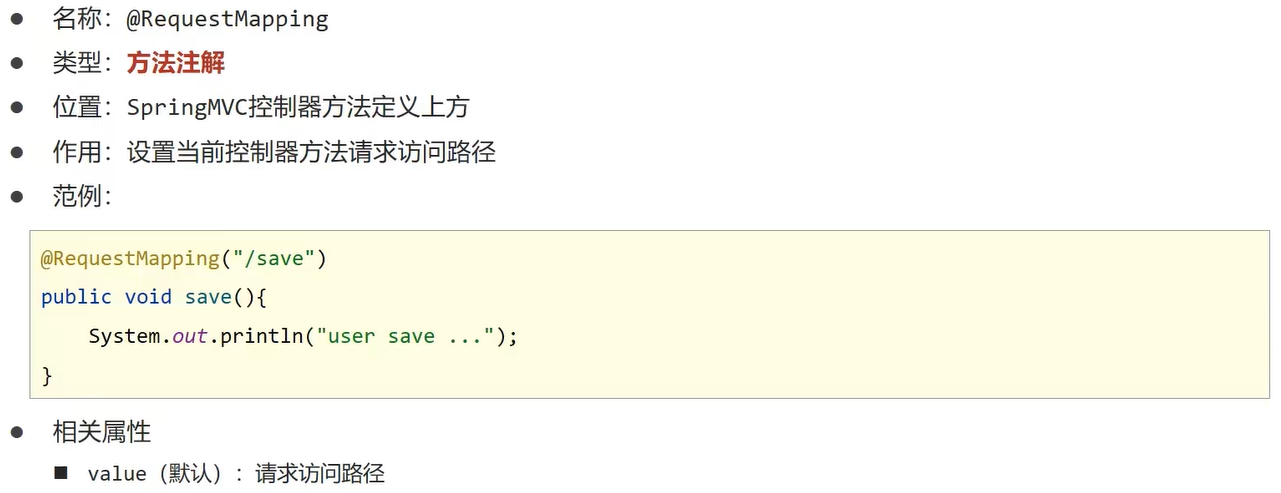 名称：@RequestMapping
类型：方法注解
位置：SpringMVC控制器方法定义上方
作用：设置当前控制器方法请求访问路径
范例：
@RequestMapping("/save")
public void save(){
    System.out.println("user save ...");
}
相关属性
value（默认）：请求访问路径